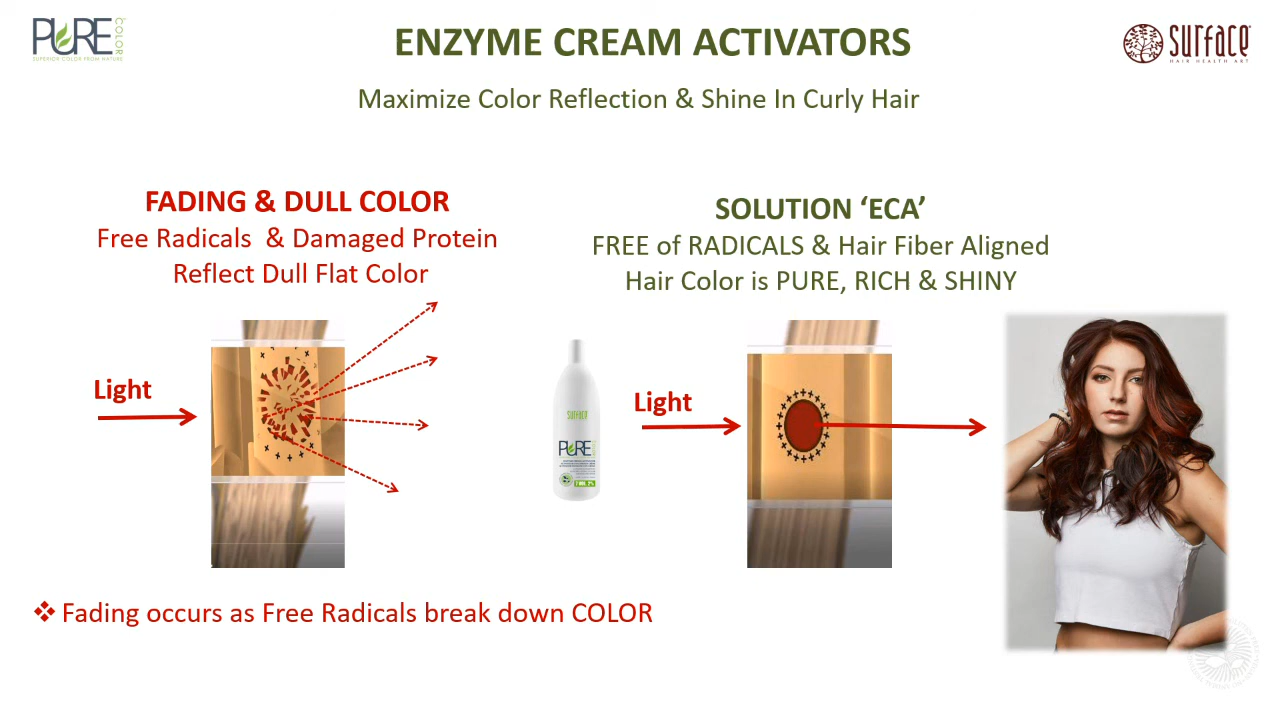 PURE
COLOR
SUPERIOR COLOR FROM NATURE
ENZYME CREAM ACTIVATORS
surface
HAIR HEALTH ART
Maximize Color Reflection & Shine In Curly Hair
FADING & DULL COLOR
Free Radicals & Damaged Protein
Reflect Dull Flat Color
SOLUTION ‘ECA’
FREE of RADICALS & Hair Fiber Aligned
Hair Color is PURE, RICH & SHINY
Light
Light
surface
PURE
❖ Fading occurs as Free Radicals break down COLOR